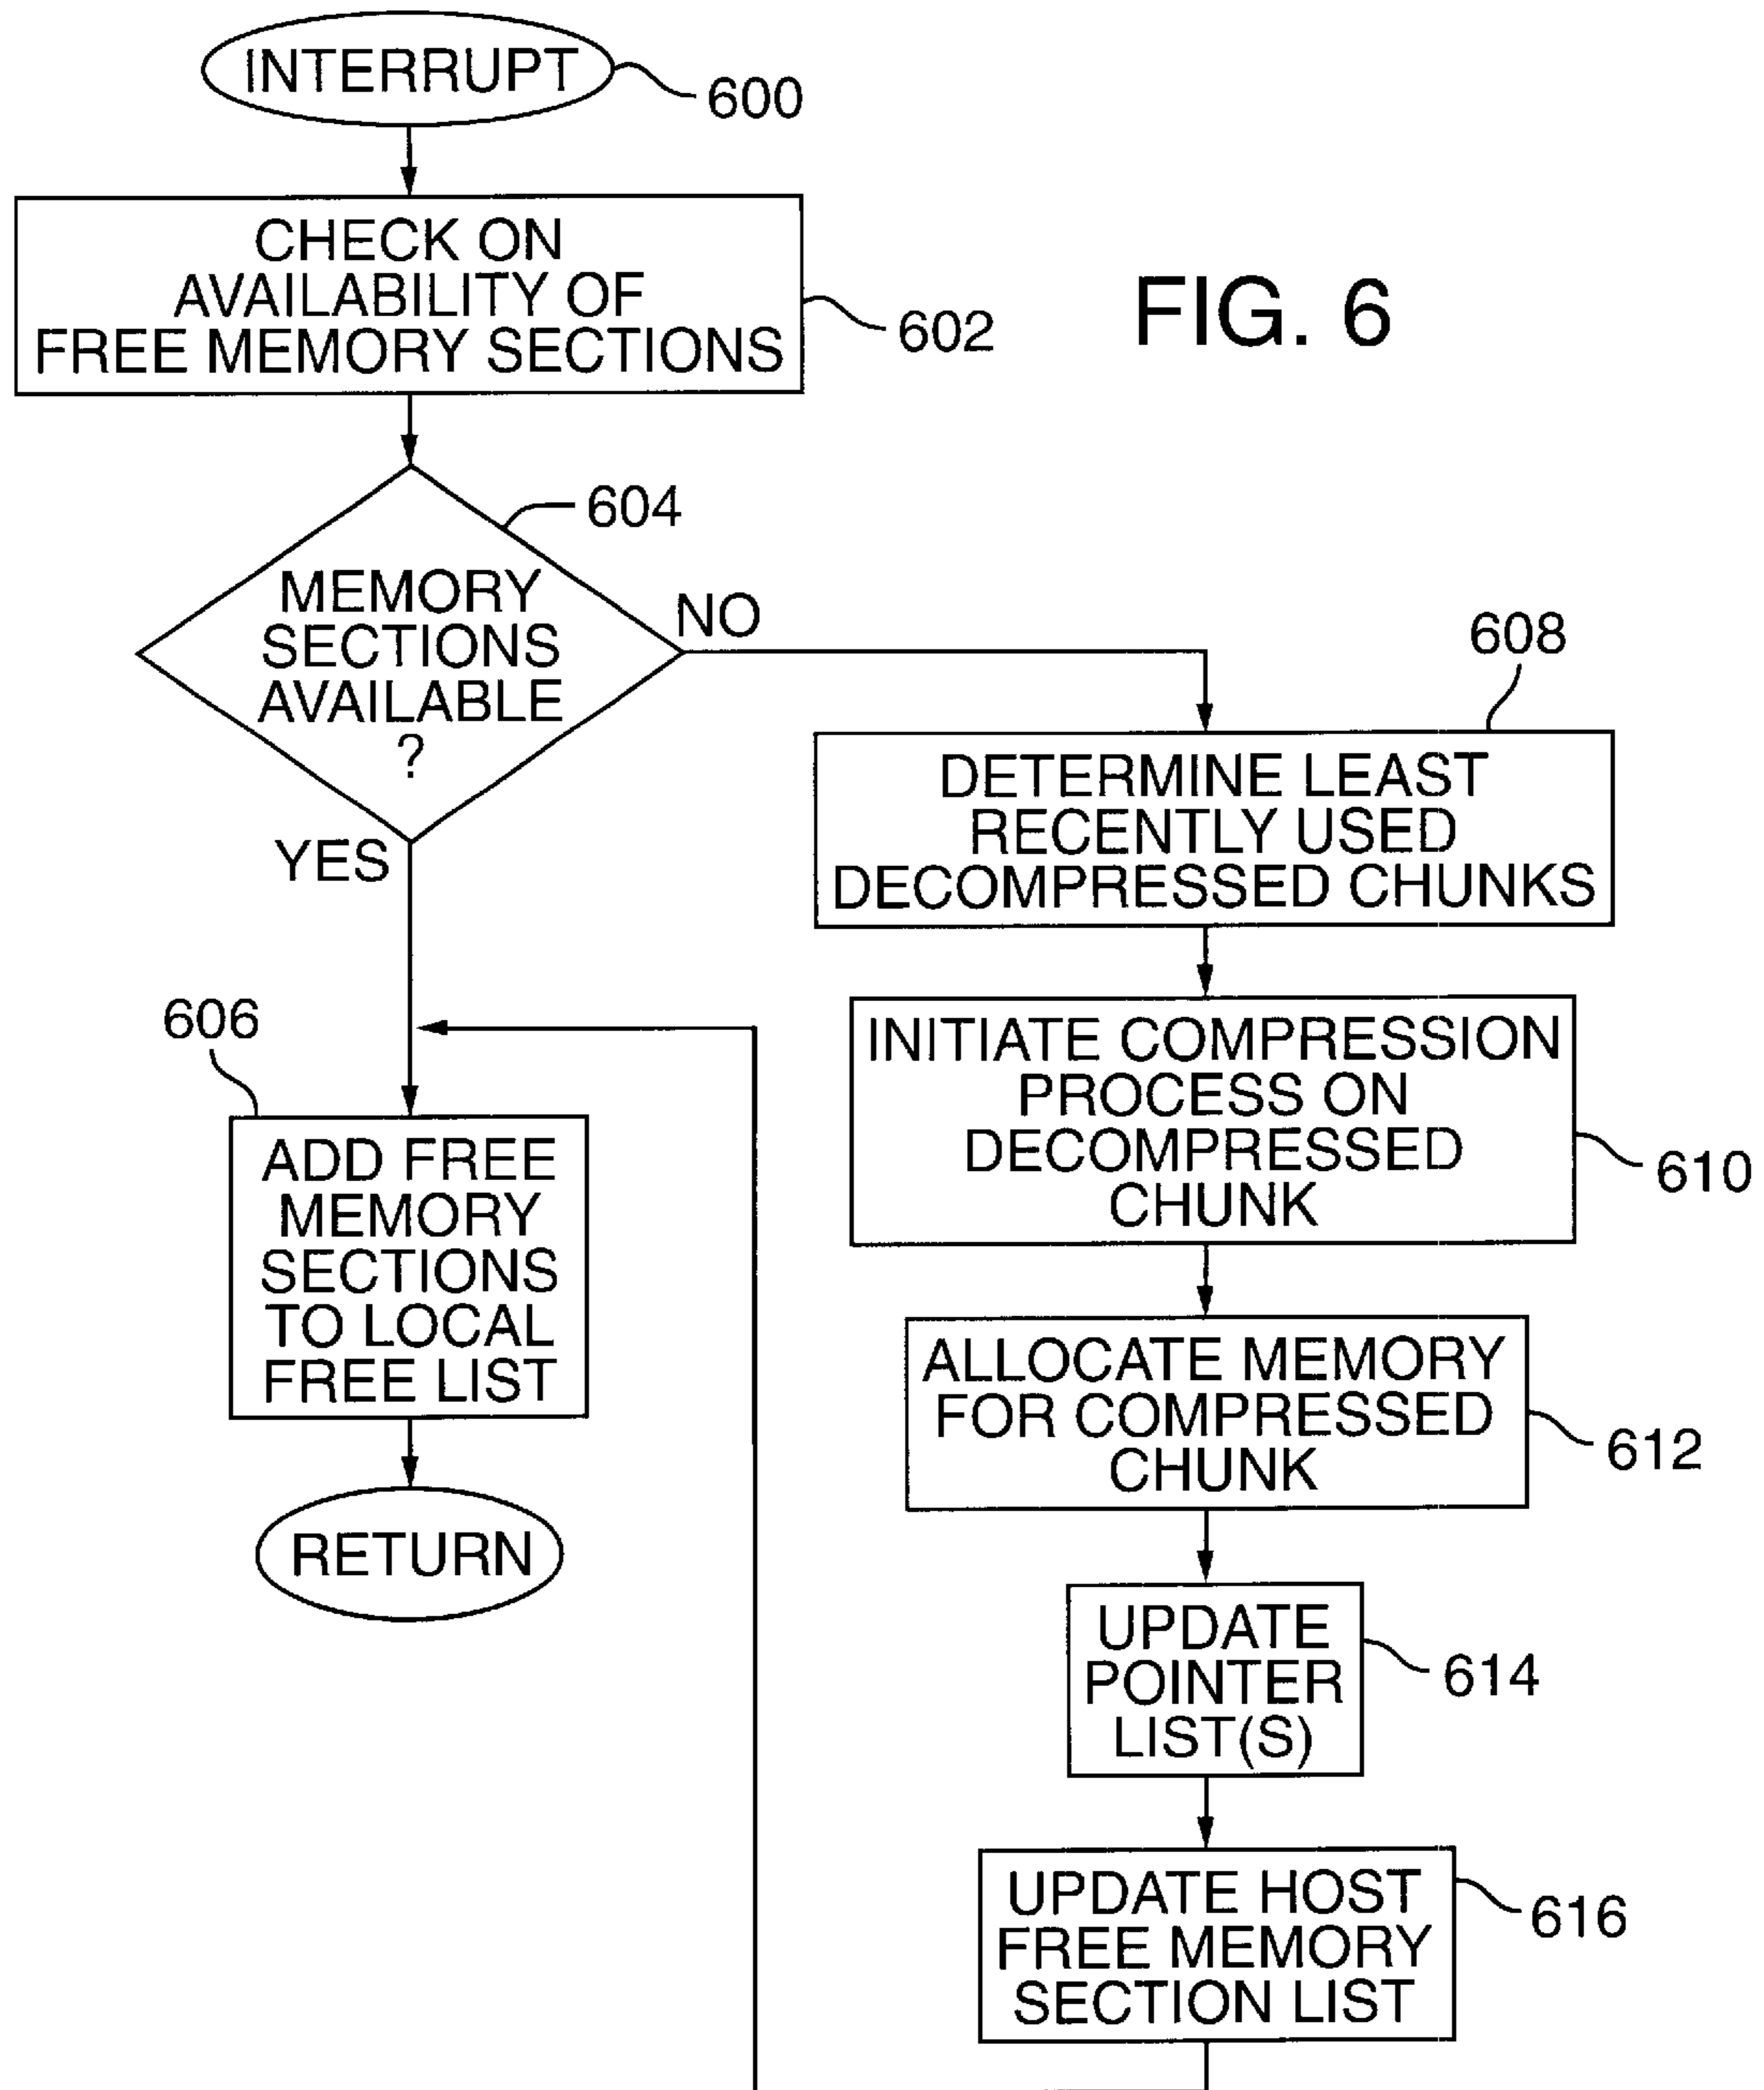 INTERRUPT
600
CHECK ON
AVAILABILITY OF
FREE MEMORY SECTIONS
602
FIG. 6
604
MEMORY
SECTIONS
AVAILABLE
?
NO
YES
608
DETERMINE LEAST
RECENTLY USED
DECOMPRESSED CHUNKS
606
ADD FREE
MEMORY
SECTIONS
TO LOCAL
FREE LIST
RETURN
INITIATE COMPRESSION
PROCESS ON
DECOMPRESSED
CHUNK
610
ALLOCATE MEMORY
FOR COMPRESSED
CHUNK
612
UPDATE
POINTER
LIST(S)
614
UPDATE HOST
FREE MEMORY
SECTION LIST
616